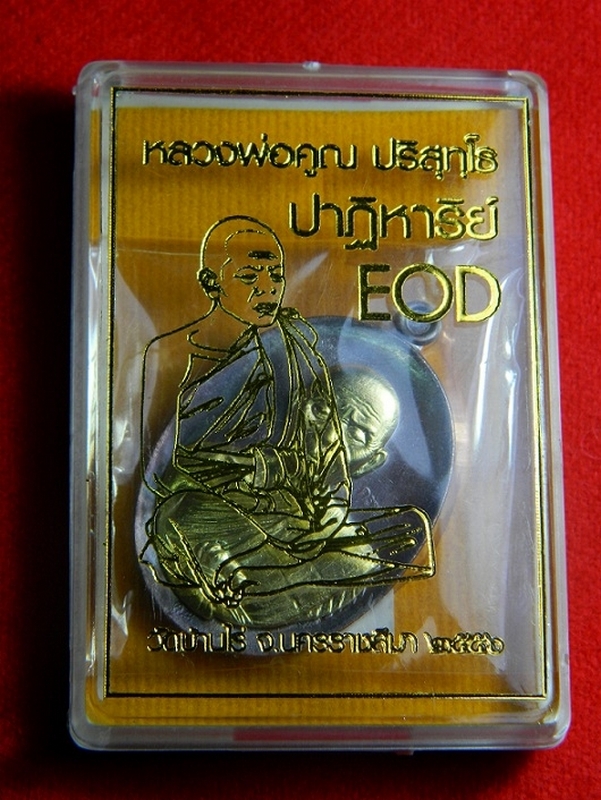 หลวงพ่อคูณ ปริสุทฺโธ
ปาฏิหาริย์
EOD
วัดบ้านไร่ จ.นครราชสีมา ๒๕๕๖